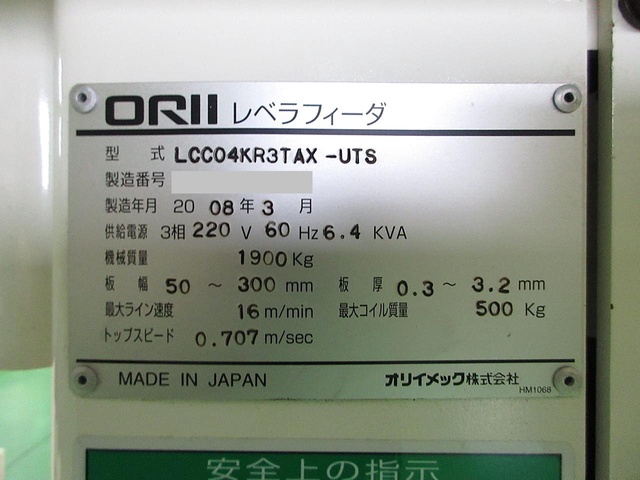 ORII レベラフィーダ
型式 LCC04KR3TAX-UTS
製造番号
製造年月 2008年3月
供給電源 3相 220 V 60 Hz 6.4 KVA
機械質量 1900 Kg
板幅 50 ～ 300 mm 板厚 0.3 ～ 3.2 mm
最大ライン速度 16 m/min 最大コイル質量 500 Kg
トップスピード 0.707 m/sec
MADE IN JAPAN オリイメック株式会社
HM1068
安全上の指示